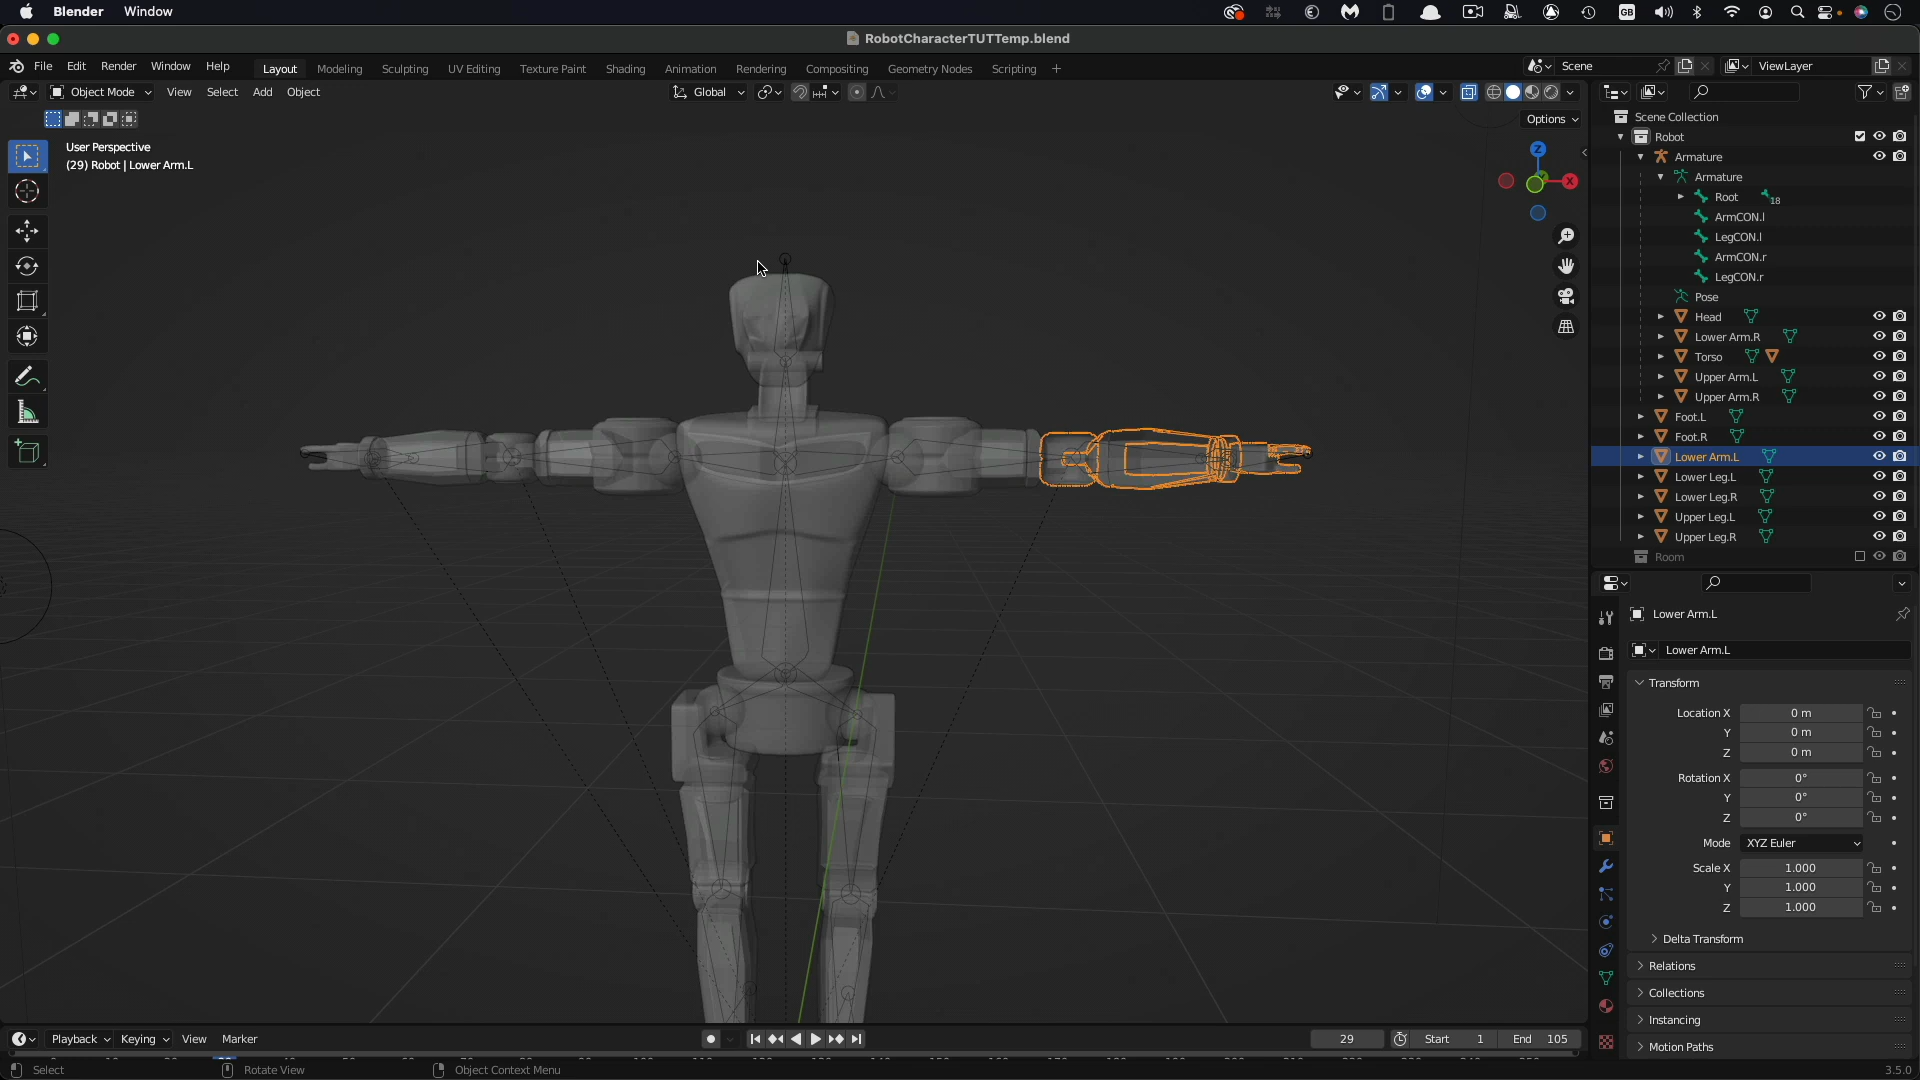 Blender Window
GB
RobotCharacterTUTTemp.blend
File Edit Render Window Help Layout Modeling Sculpting UV Editing Texture Paint Shading Animation Rendering Compositing Geometry Nodes Scripting + Scene ViewLayer
Object Mode View Select Add Object Global
Options
User Perspective
(29) Robot | Lower Arm.L
Z
X
Scene Collection
Robot
Armature
Armature
Root 18
ArmCON.l
LegCON.l
ArmCON.r
LegCON.r
Pose
Head
Lower Arm.R
Torso
Upper Arm.L
Upper Arm.R
Foot.L
Foot.R
Lower Arm.L
Lower Leg.L
Lower Leg.R
Upper Leg.L
Upper Leg.R
Room
Lower Arm.L
Lower Arm.L
Transform
Location X 0 m
Y 0 m
Z 0 m
Rotation X 0°
Y 0°
Z 0°
Mode XYZ Euler
Scale X 1.000
Y 1.000
Z 1.000
Delta Transform
Relations
Collections
Instancing
Motion Paths
Playback Keying View Marker 29 Start 1 End 105
Select Rotate View Object Context Menu 3.5.0